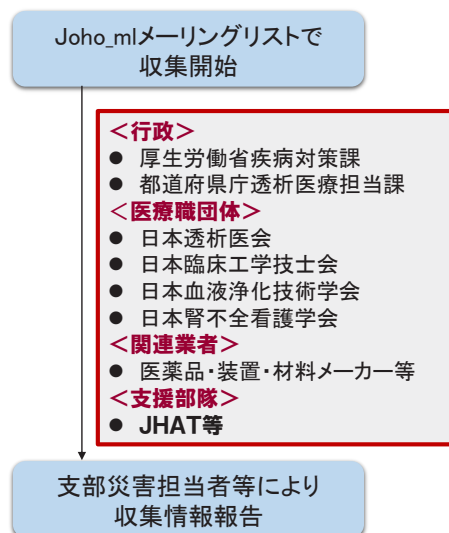 Joho_mlメーリングリストで
収集開始
＜行政＞
● 厚生労働省疾病対策課
● 都道府県庁透析医療担当課
＜医療職団体＞
● 日本透析医会
● 日本臨床工学技士会
● 日本血液浄化技術学会
● 日本腎不全看護学会
＜関連業者＞
● 医薬品・装置・材料メーカー等
＜支援部隊＞
● JHAT等
支部災害担当者等により
収集情報報告